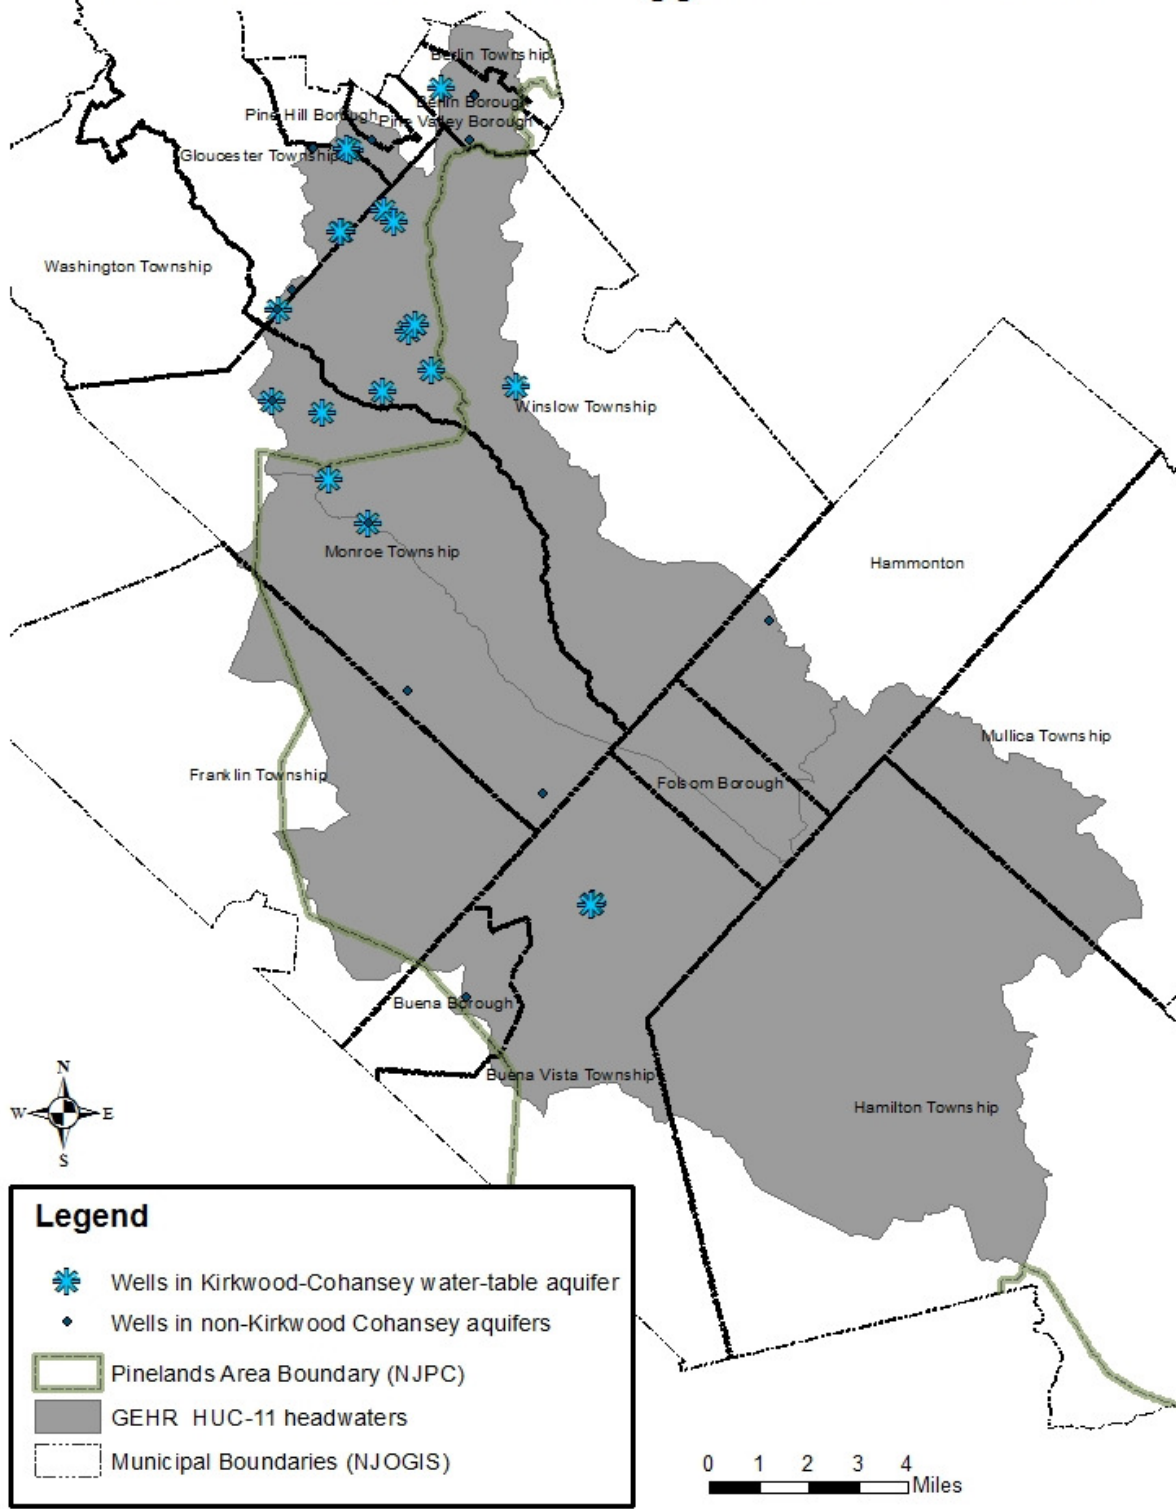 Berlin Township
Berlin Borough
Pine Hill Borough
Pine Valley Borough
Gloucester Township
Washington Township
Winslow Township
Monroe Township
Hammonton
Mullica Township
Franklin Township
Folsom Borough
Buena Borough
Buena Vista Township
Hamilton Township
N
W E
S
Legend
Wells in Kirkwood-Cohansey water-table aquifer
Wells in non-Kirkwood Cohansey aquifers
Pinelands Area Boundary (NJPC)
GEHR HUC-11 headwaters
Municipal Boundaries (NJOGIS)
0 1 2 3 4
Miles